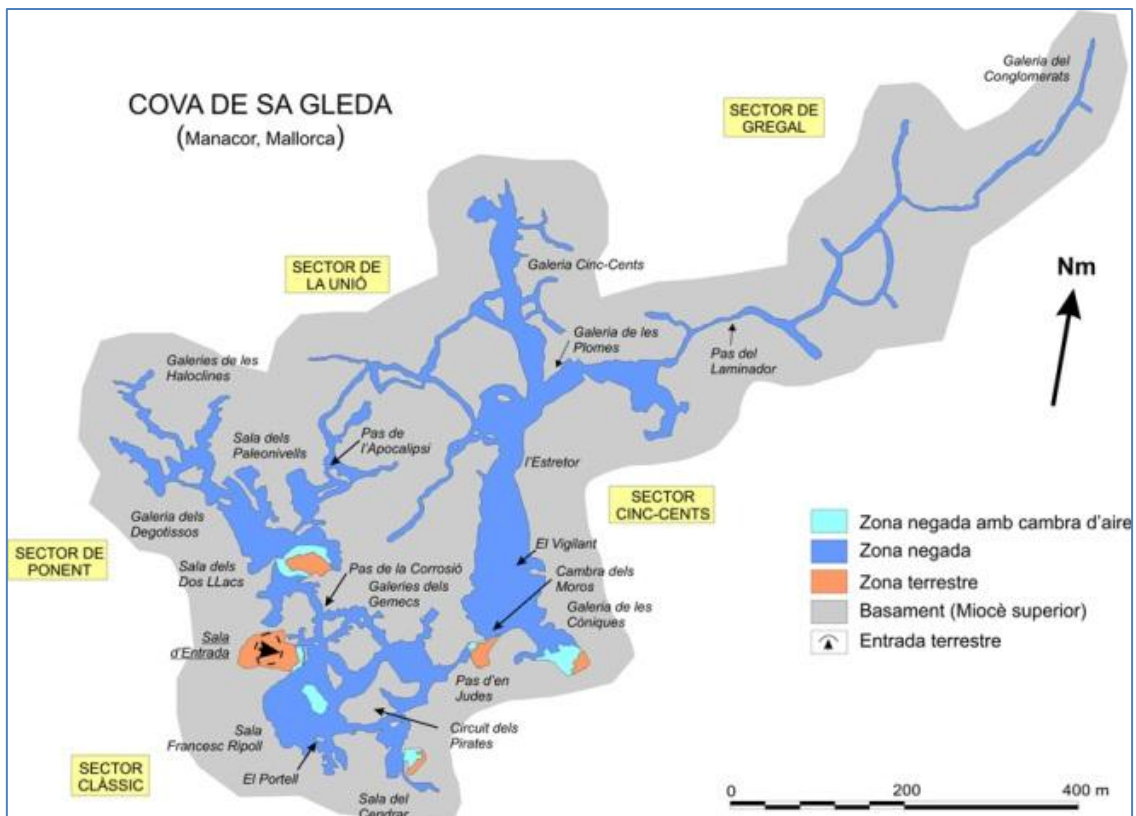 COVA DE SA GLEDA
(Manacor, Mallorca)
Galeria del
Conglomerats
SECTOR DE
GREGAL
SECTOR DE
LA UNIÓ
Galeria Cinc-Cents
Nm
Galeria de les
Plomes
Pas del
Laminador
Galeries de les
Haloclines
Sala dels
Paleonivells
Pas de
l'Apocalipsi
l'Estretor
SECTOR
CINC-CENTS
Galeria dels
Degotissos
SECTOR DE
PONENT
Sala dels
Dos LLacs
El Vigilant
Pas de la Corrosió
Galeries dels
Gemecs
Cambra dels
Moros
Galeria de les
Còniques
Sala
d'Entrada
Pas d'en
Judes
Sala
Francesc Ripoll
Circuit dels
Pirates
El Portell
SECTOR
CLÀSSIC
Sala del
Cendrar
Zona negada amb cambra d'aire
Zona negada
Zona terrestre
Basament (Miocè superior)
Entrada terrestre
0 200 400 m